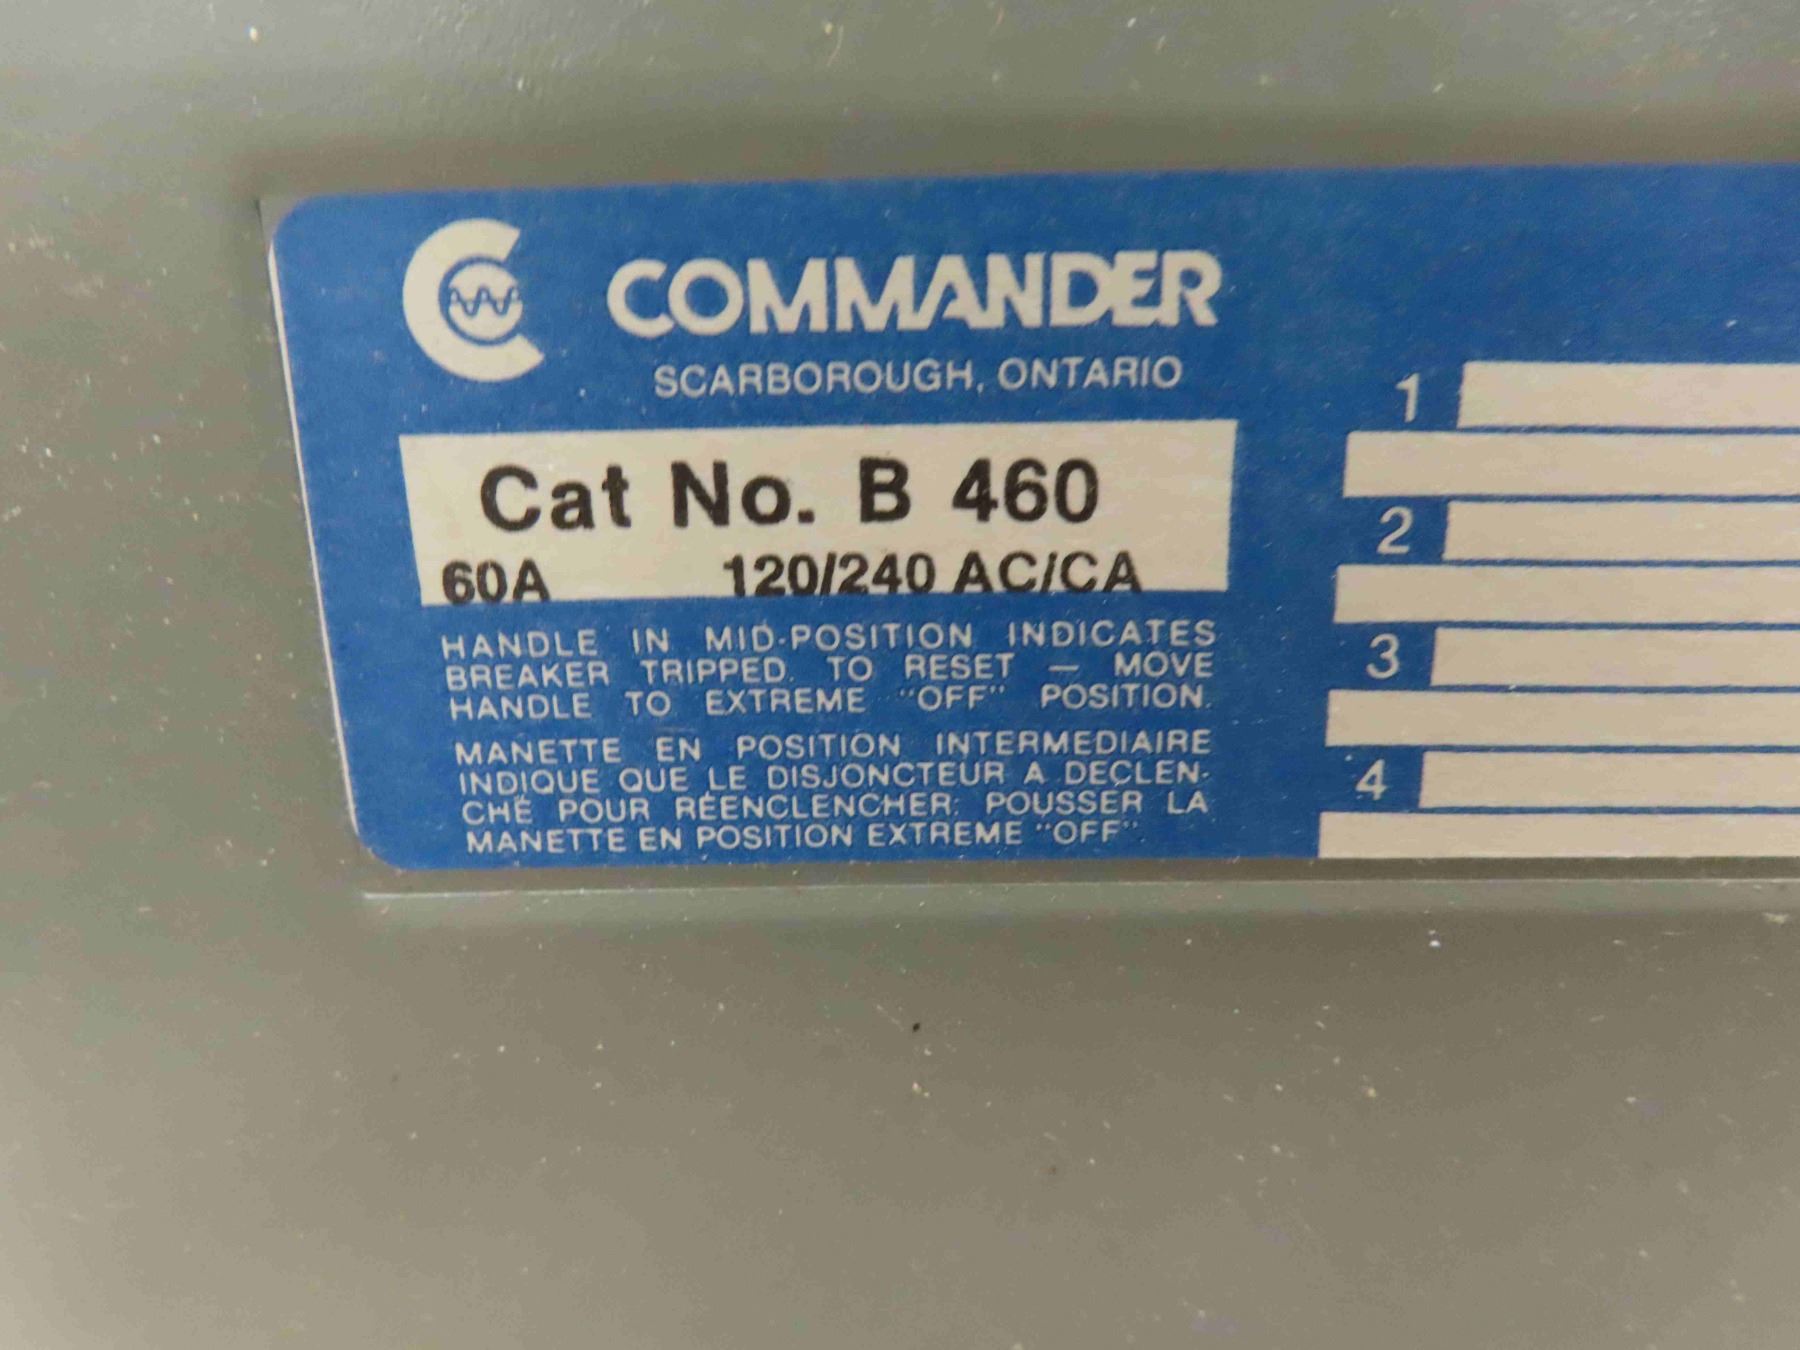 COMMANDER
SCARBOROUGH, ONTARIO
Cat No. B 460
60A 120/240 AC/CA
HANDLE IN MID-POSITION INDICATES
BREAKER TRIPPED. TO RESET — MOVE
HANDLE TO EXTREME "OFF" POSITION.
MANETTE EN POSITION INTERMEDIAIRE
INDIQUE QUE LE DISJONCTEUR A DECLEN-
CHÉ POUR RÉENCLENCHER: POUSSER LA
MANETTE EN POSITION EXTREME "OFF".
1
2
3
4